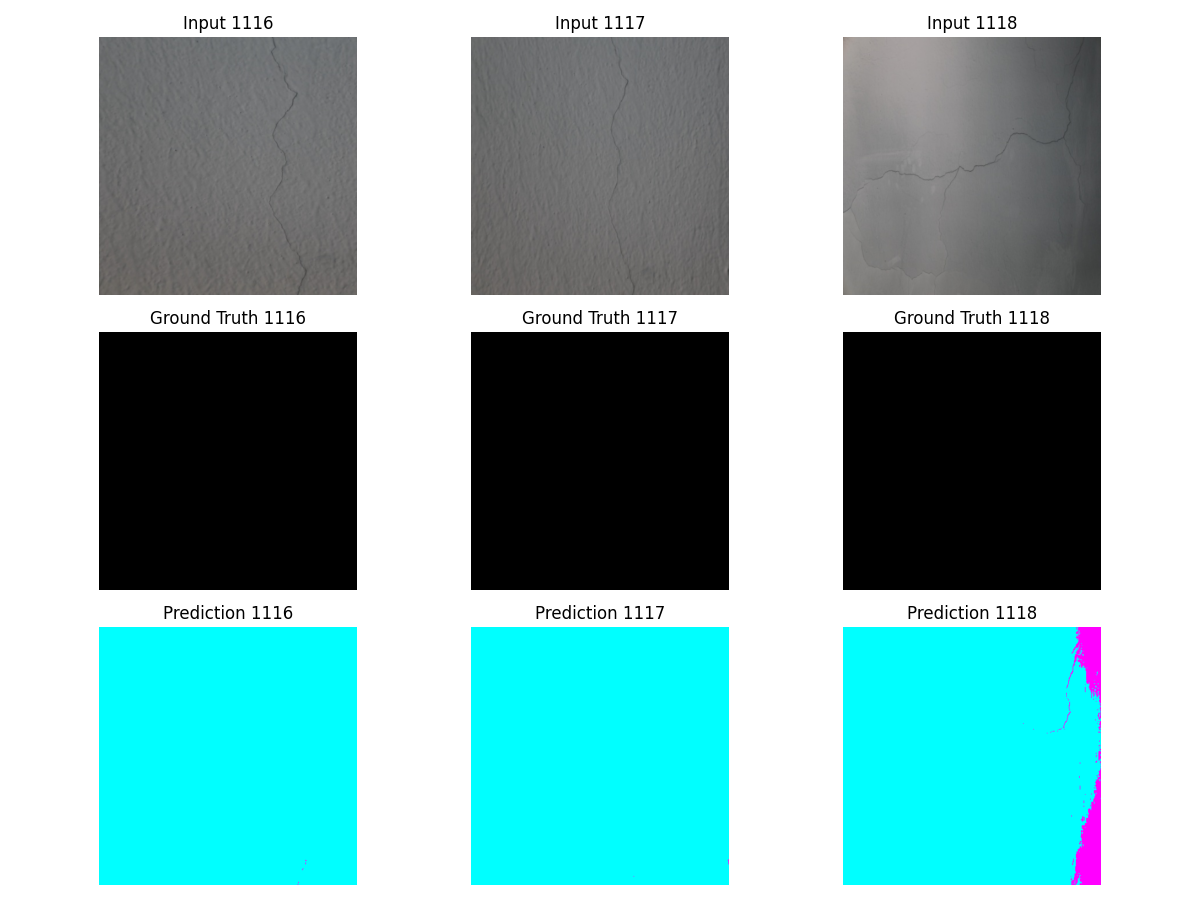 Input 1116
Input 1117
Input 1118
Ground Truth 1116
Ground Truth 1117
Ground Truth 1118
Prediction 1116
Prediction 1117
Prediction 1118